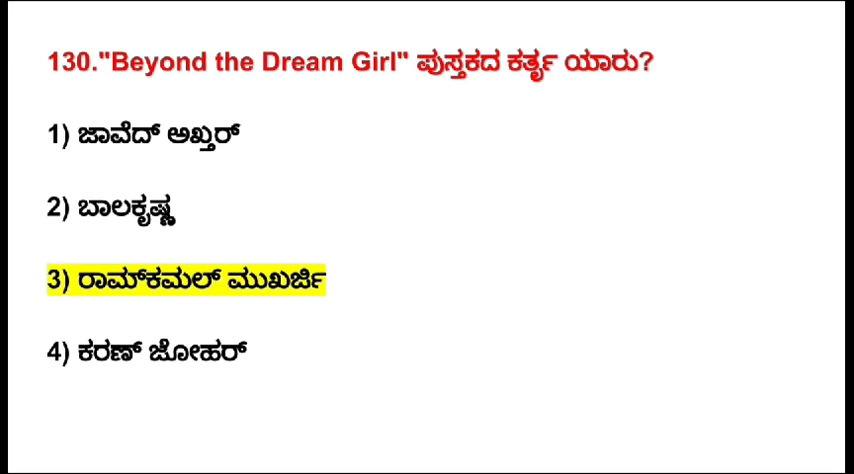 130."Beyond the Dream Girl" ಪುಸ್ತಕದ ಕರ್ತೃ ಯಾರು?
1) ಜಾವೆದ್ ಅಖ್ತರ್
2) ಬಾಲಕೃಷ್ಣ
3) ರಾಮ್‌ಕಮಲ್ ಮುಖರ್ಜಿ
4) ಕರಣ್ ಜೋಹರ್